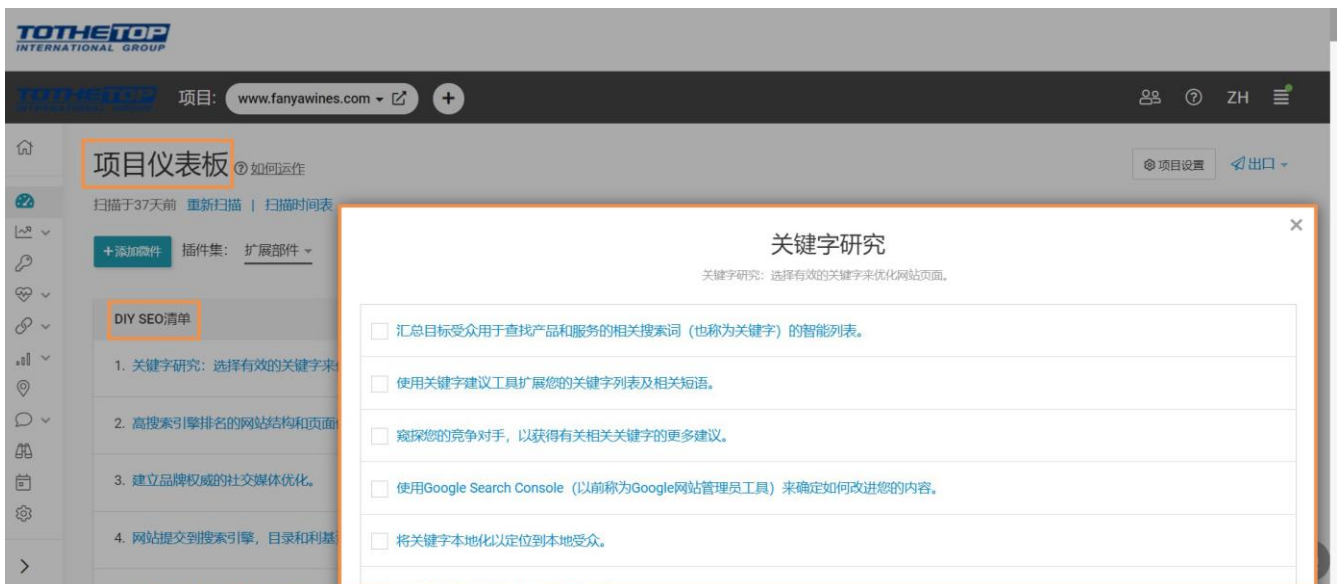 TOTHETOP
INTERNATIONAL GROUP
TOTHETOP
项目: www.fanyawines.com
ZH
项目仪表板 如何运作
项目设置 出口
扫描于37天前 重新扫描 | 扫描时间表
+添加微件 插件集: 扩展部件
DIY SEO清单
1. 关键字研究:选择有效的关键字来
2. 高搜索引擎排名的网站结构和页面
3. 建立品牌权威的社交媒体优化。
4. 网站提交到搜索引擎,目录和利基
关键字研究
关键字研究:选择有效的关键字来优化网站页面。
汇总目标受众用于查找产品和服务的相关搜索词(也称为关键字)的智能列表。
使用关键字建议工具扩展您的关键字列表及相关短语。
窥探您的竞争对手,以获得有关相关关键字的更多建议。
使用Google Search Console(以前称为Google网站管理员工具)来确定如何改进您的内容。
将关键字本地化以定位到本地受众。